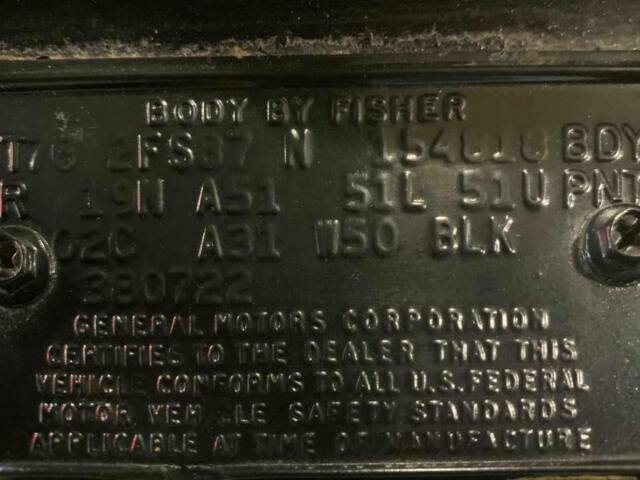 BODY BY FISHER
T76 2FS87 N 154818 BDY
R 19N A51 51L 51U PNT
02C A31 W50 BLK
380722
GENERAL MOTORS CORPORATION
CERTIFIES TO THE DEALER THAT THIS
VEHICLE CONFORMS TO ALL U.S. FEDERAL
MOTOR VEHICLE SAFETY STANDARDS
APPLICABLE AT TIME OF MANUFACTURE